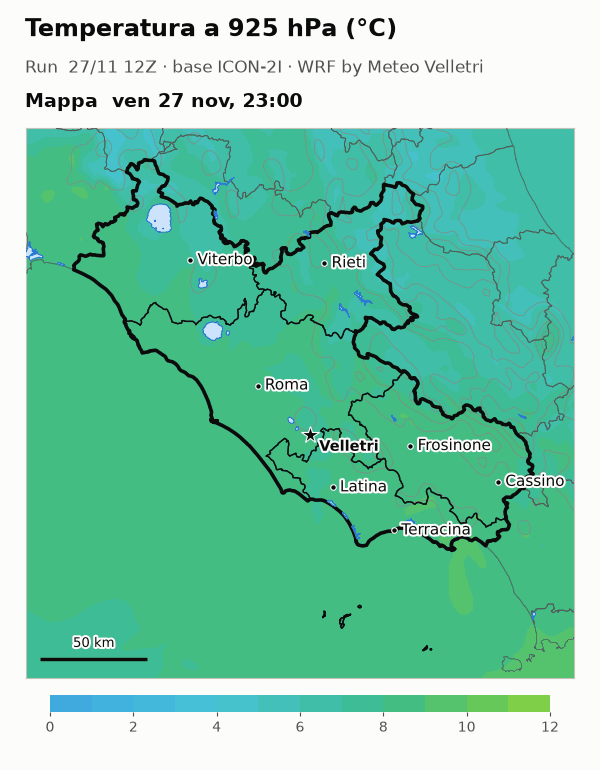 Temperatura a 925 hPa (°C)
Run  27/11 12Z · base ICON-2I · WRF by Meteo Velletri
Mappa  ven 27 nov, 23:00
Viterbo
Rieti
Roma
Velletri
Frosinone
Latina
Cassino
Terracina
50 km
0 2 4 6 8 10 12